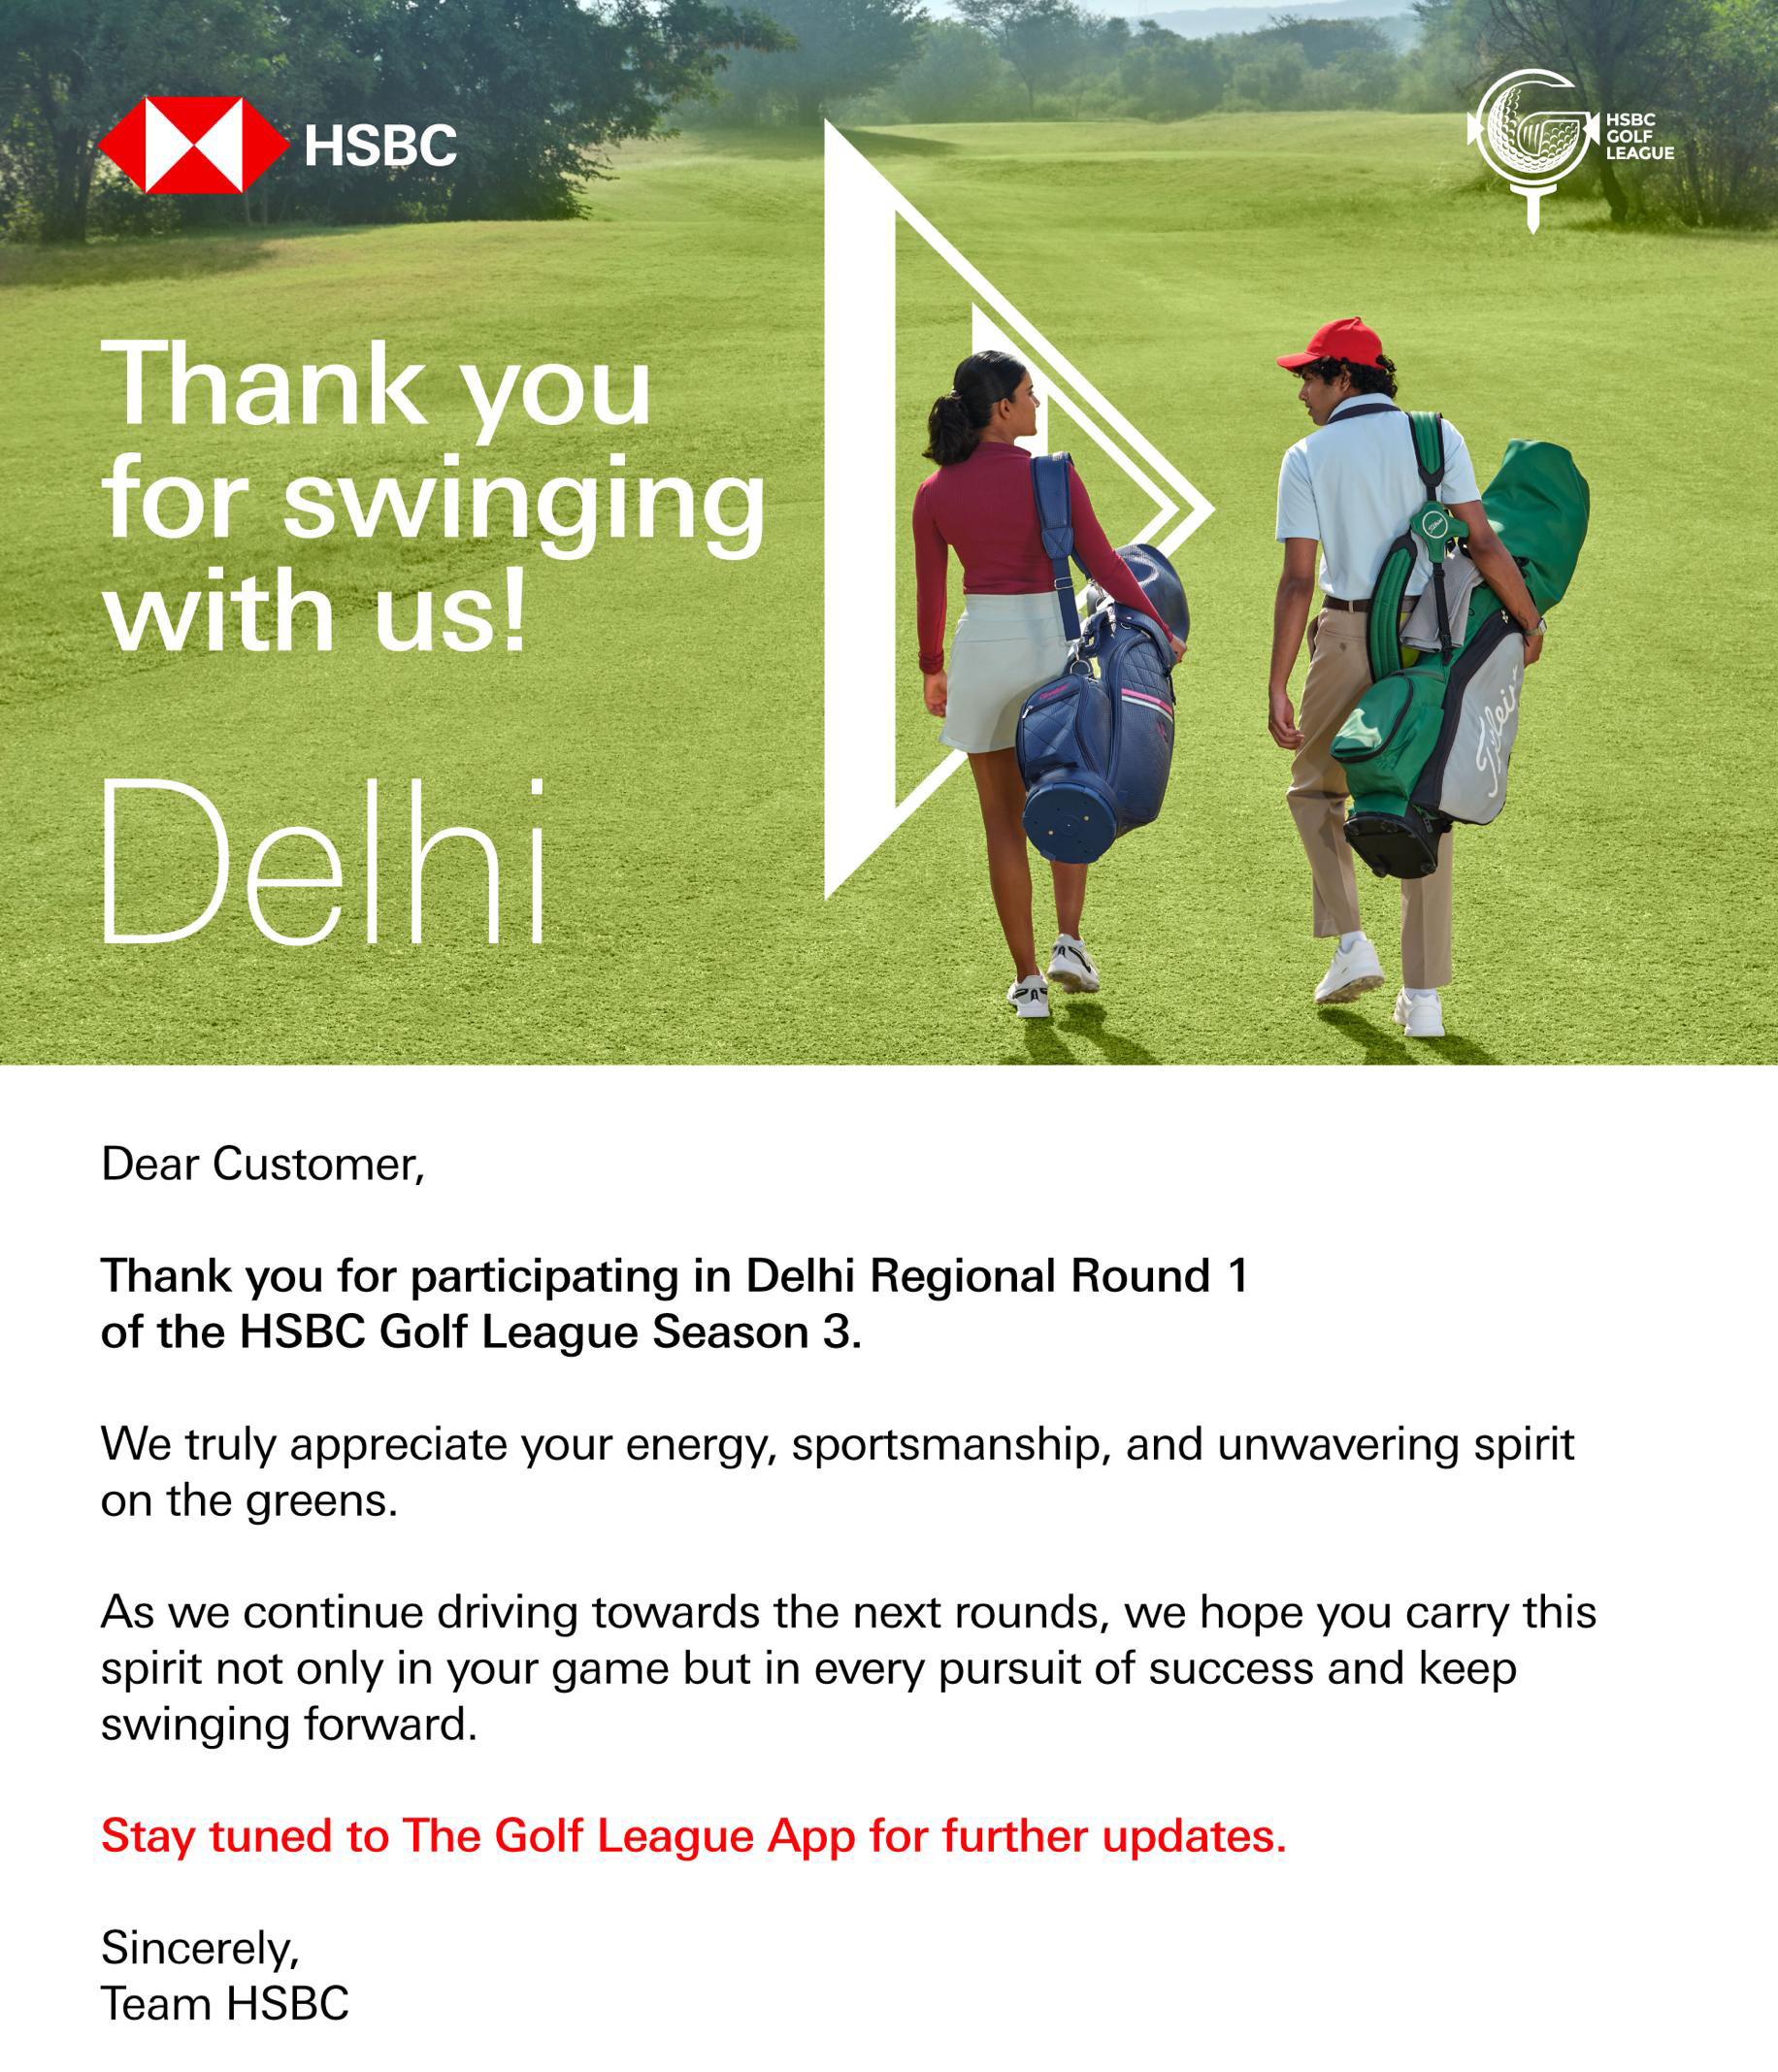 HSBC
HSBC
GOLF
LEAGUE
Thank you
for swinging
with us!
Delhi
Titleist
Dear Customer,
Thank you for participating in Delhi Regional Round 1
of the HSBC Golf League Season 3.
We truly appreciate your energy, sportsmanship, and unwavering spirit
on the greens.
As we continue driving towards the next rounds, we hope you carry this
spirit not only in your game but in every pursuit of success and keep
swinging forward.
Stay tuned to The Golf League App for further updates.
Sincerely,
Team HSBC